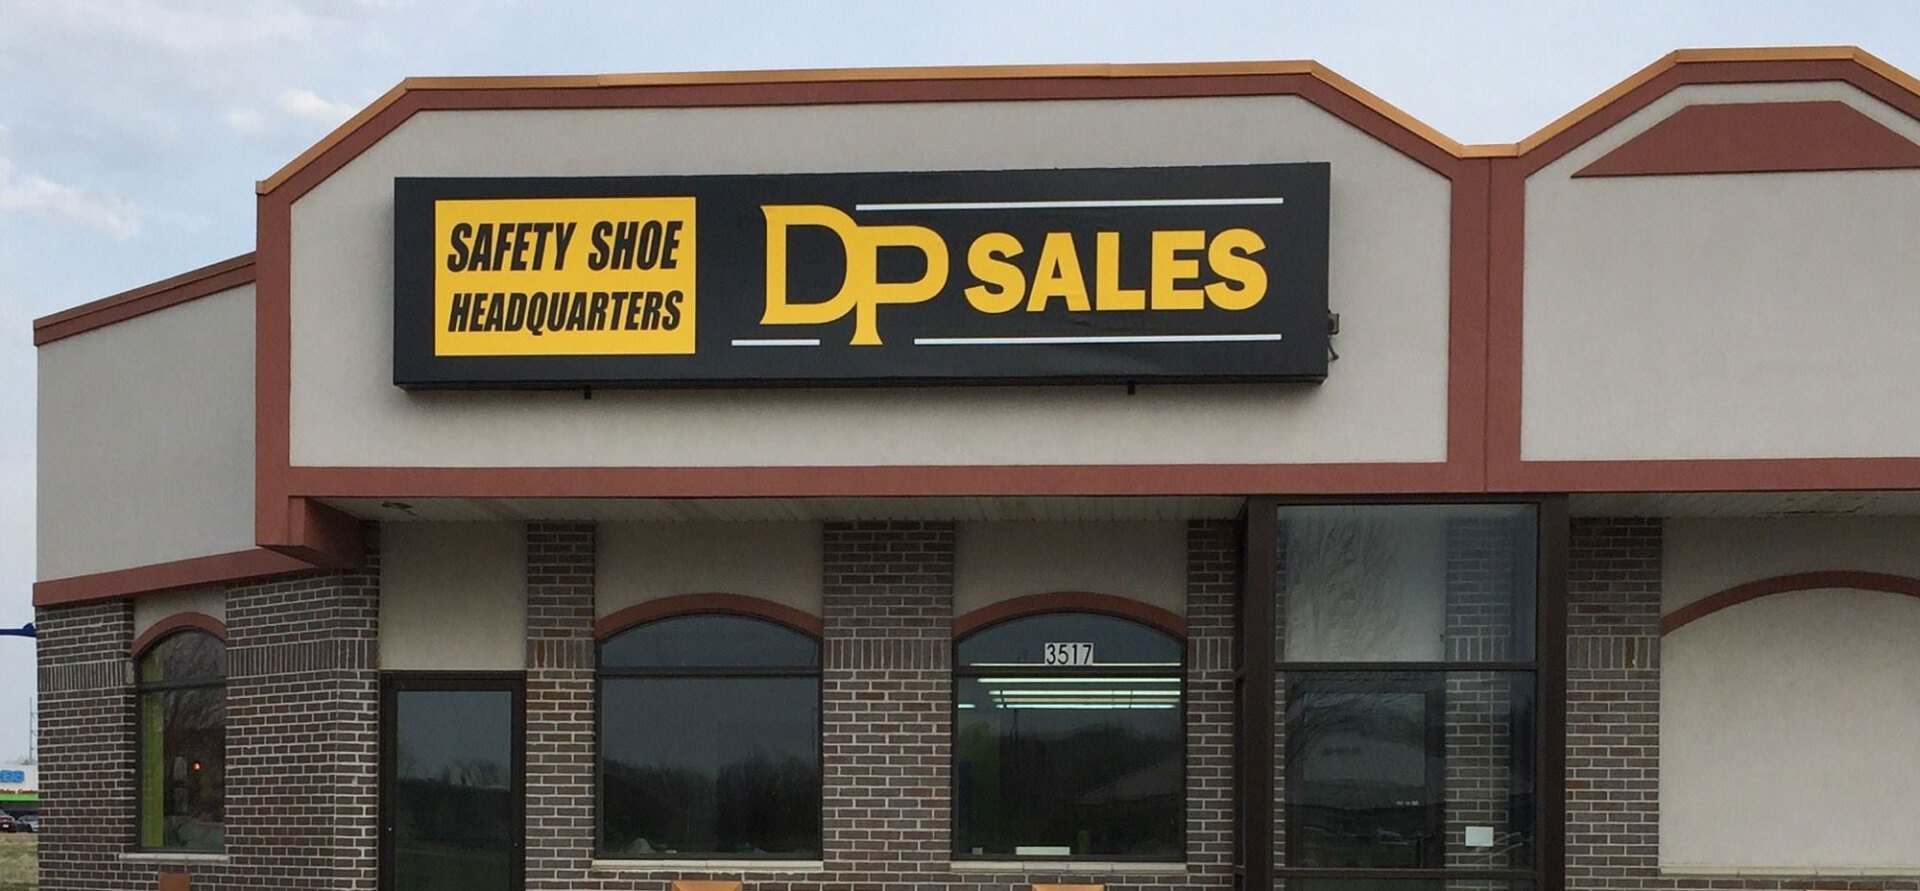 SAFETY SHOE
HEADQUARTERS
DP SALES
3517